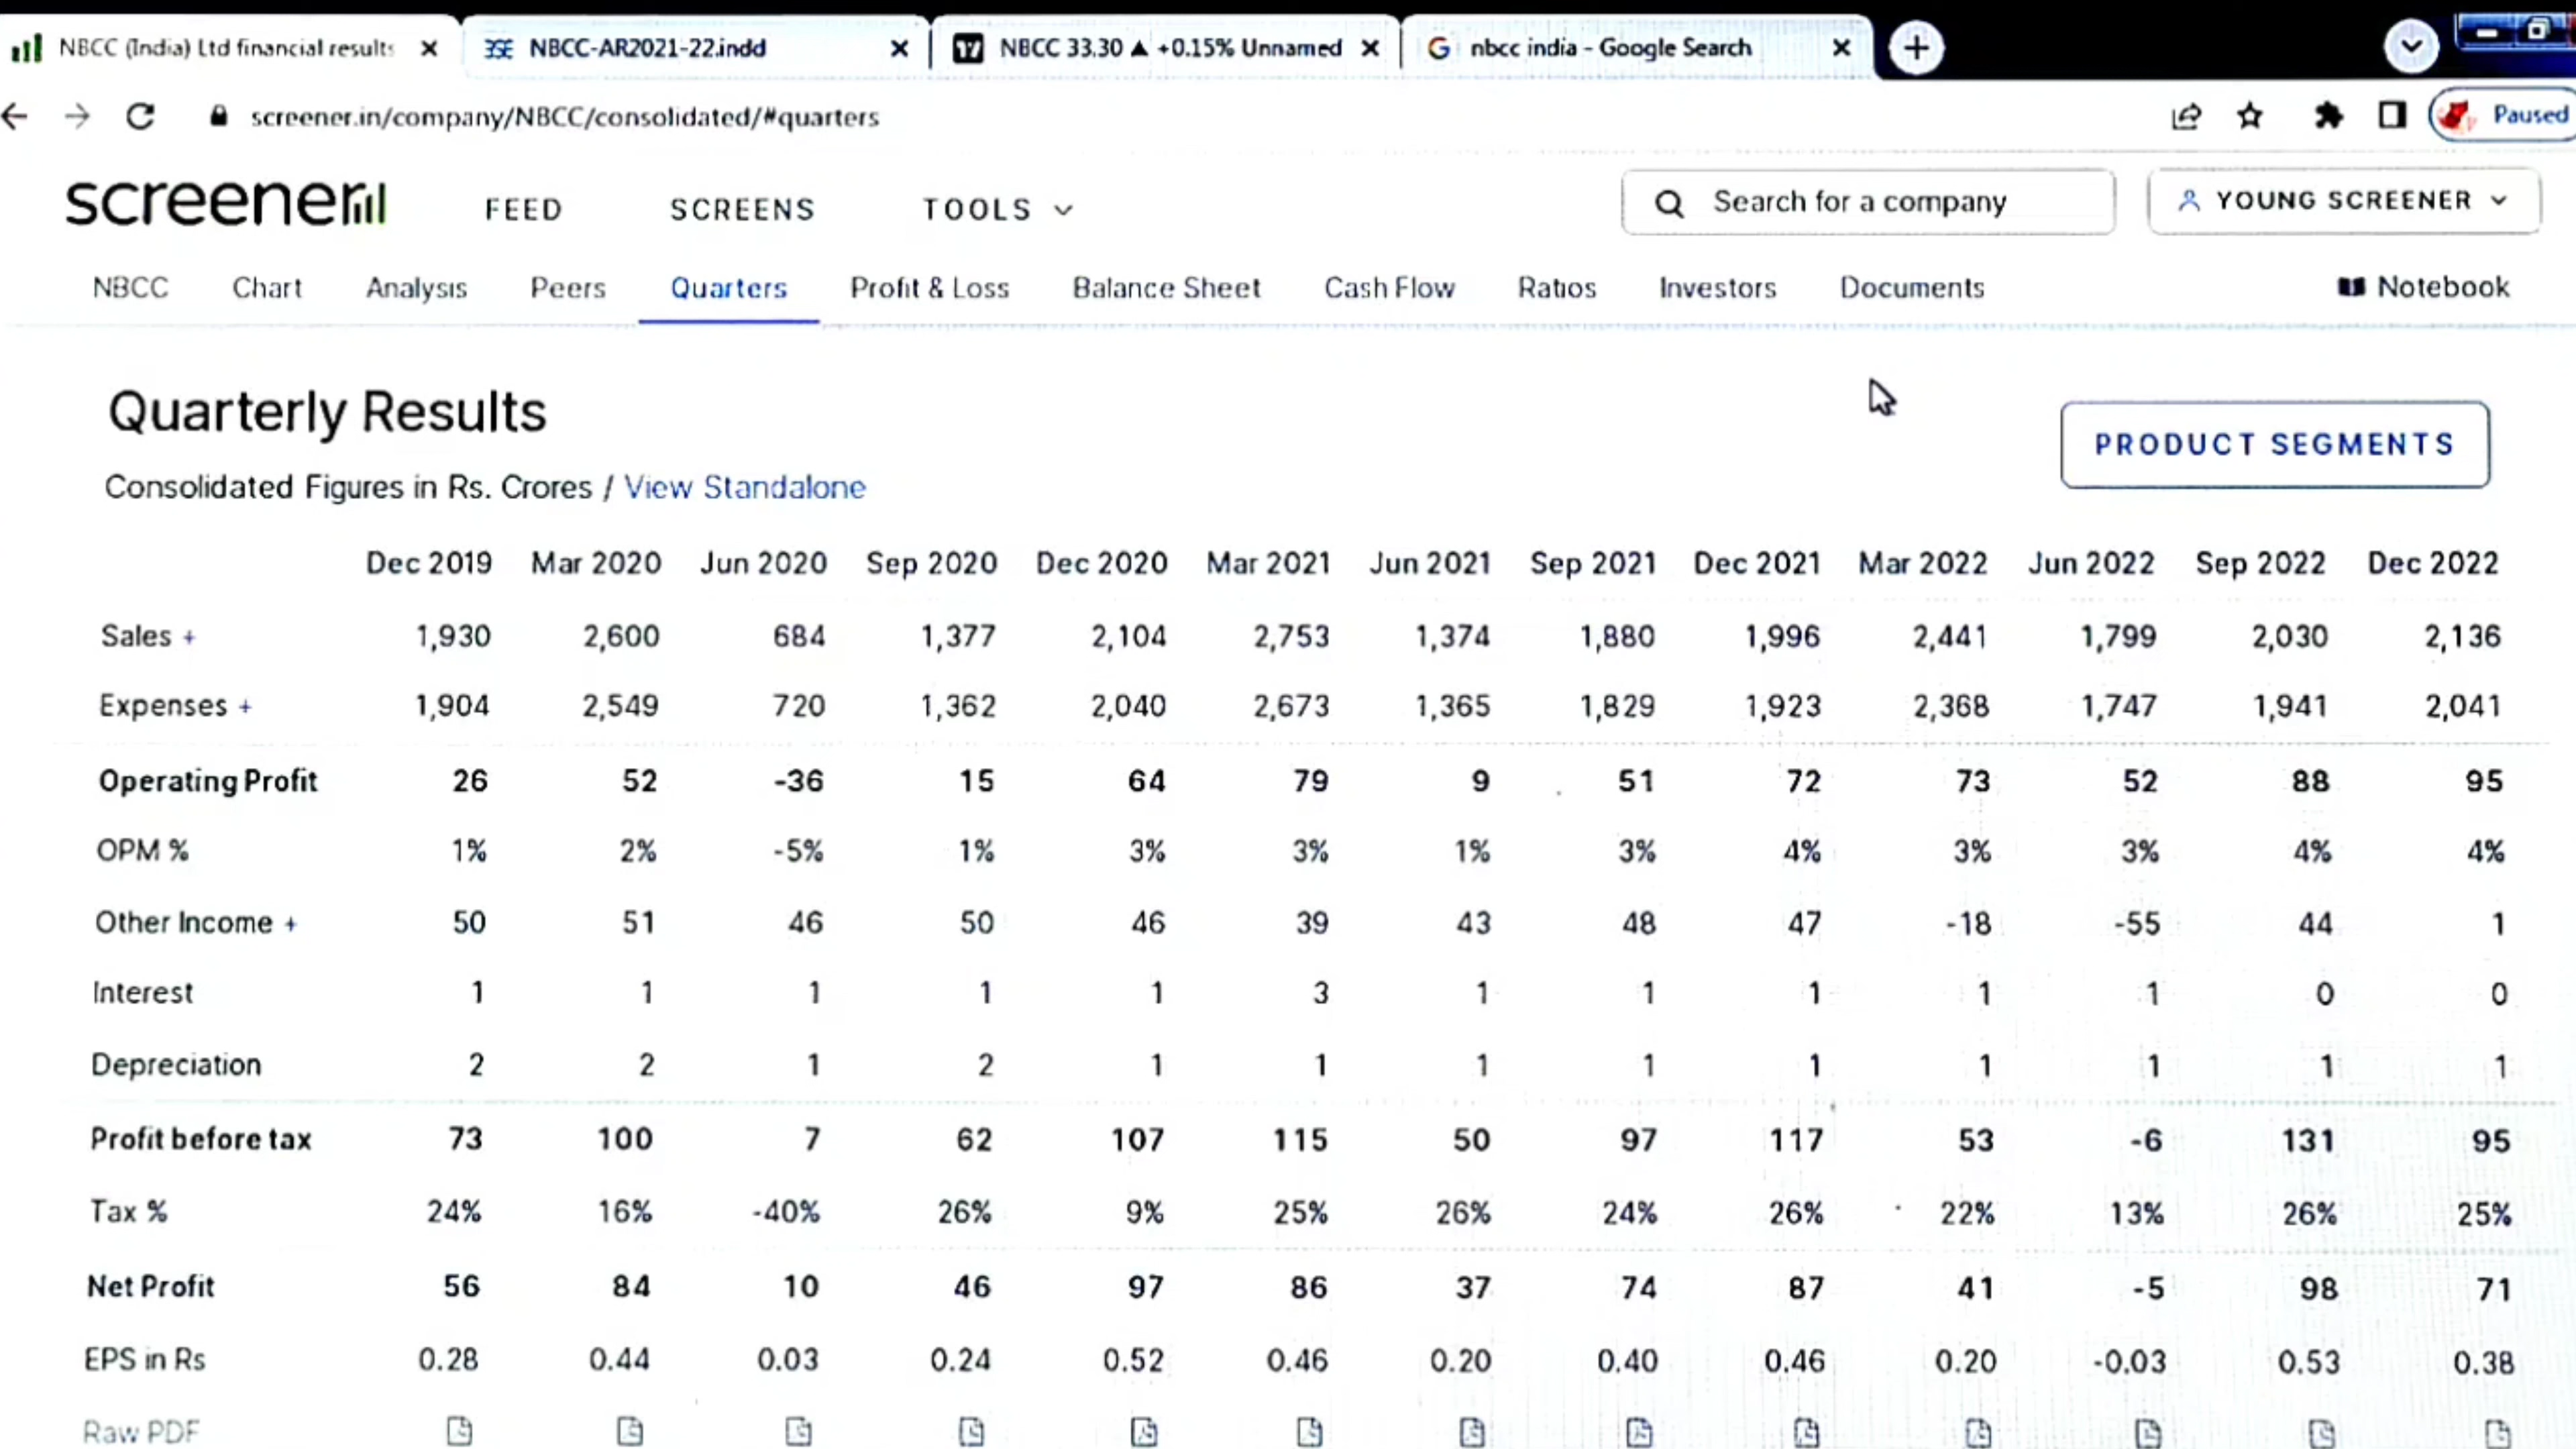 NBCC (India) Ltd financial results
NBCC-AR2021-22.indd
NBCC 33.30 ▲ +0.15% Unnamed
nbcc india - Google Search
screener.in/company/NBCC/consolidated/#quarters
Paused
screener
FEED SCREENS TOOLS
Search for a company
YOUNG SCREENER
NBCC Chart Analysis Peers Quarters Profit & Loss Balance Sheet Cash Flow Ratios Investors Documents Notebook
Quarterly Results
PRODUCT SEGMENTS
Consolidated Figures in Rs. Crores / View Standalone
Dec 2019 Mar 2020 Jun 2020 Sep 2020 Dec 2020 Mar 2021 Jun 2021 Sep 2021 Dec 2021 Mar 2022 Jun 2022 Sep 2022 Dec 2022
Sales + 1,930 2,600 684 1,377 2,104 2,753 1,374 1,880 1,996 2,441 1,799 2,030 2,136
Expenses + 1,904 2,549 720 1,362 2,040 2,673 1,365 1,829 1,923 2,368 1,747 1,941 2,041
Operating Profit 26 52 -36 15 64 79 9 51 72 73 52 88 95
OPM % 1% 2% -5% 1% 3% 3% 1% 3% 4% 3% 3% 4% 4%
Other Income + 50 51 46 50 46 39 43 48 47 -18 -55 44 1
Interest 1 1 1 1 1 3 1 1 1 1 1 0 0
Depreciation 2 2 1 2 1 1 1 1 1 1 1 1 1
Profit before tax 73 100 7 62 107 115 50 97 117 53 -6 131 95
Tax % 24% 16% -40% 26% 9% 25% 26% 24% 26% 22% 13% 26% 25%
Net Profit 56 84 10 46 97 86 37 74 87 41 -5 98 71
EPS in Rs 0.28 0.44 0.03 0.24 0.52 0.46 0.20 0.40 0.46 0.20 -0.03 0.53 0.38
Raw PDF